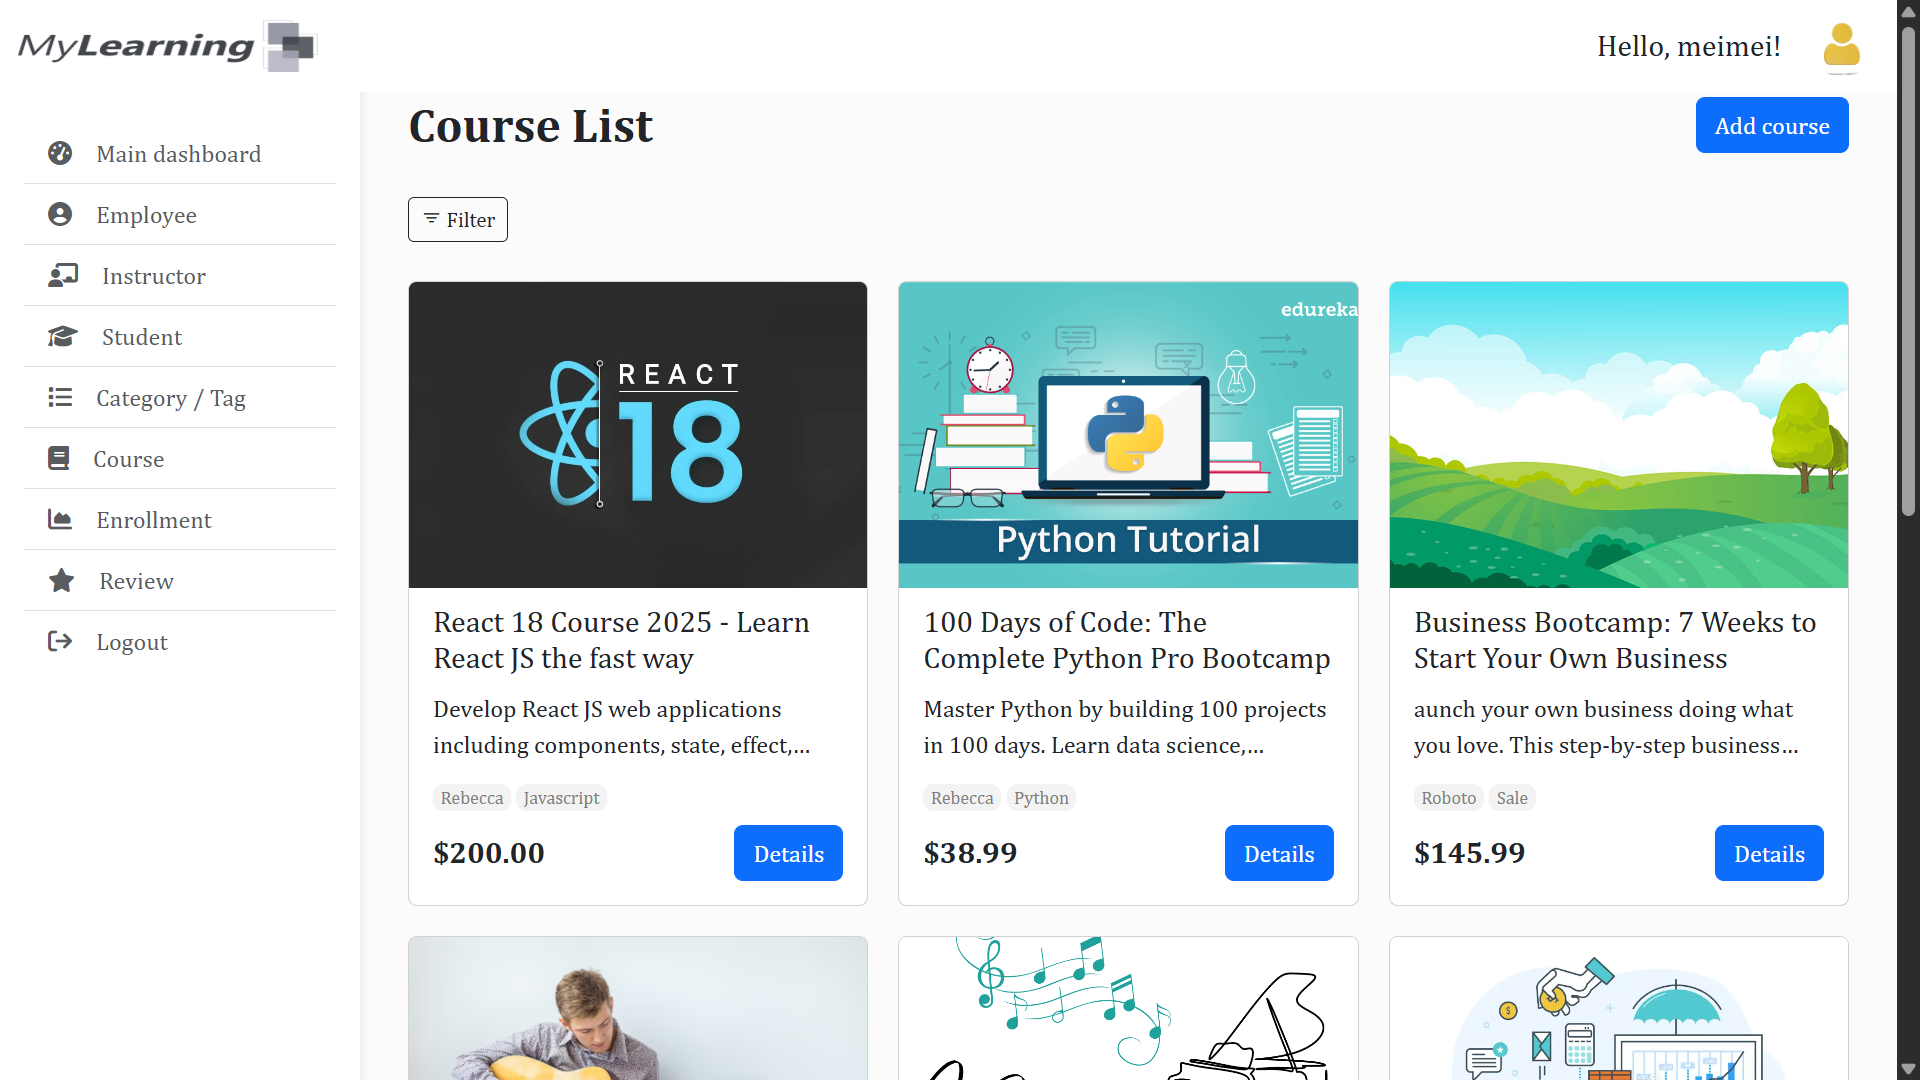 MyLearning
Hello, meimei!
Main dashboard
Employee
Instructor
Student
Category / Tag
Course
Enrollment
Review
Logout
Course List
Add course
Filter
REACT
18
React 18 Course 2025 - Learn
React JS the fast way
Develop React JS web applications
including components, state, effect,...
Rebecca Javascript
$200.00
Details
edureka
Python Tutorial
100 Days of Code: The
Complete Python Pro Bootcamp
Master Python by building 100 projects
in 100 days. Learn data science,...
Rebecca Python
$38.99
Details
Business Bootcamp: 7 Weeks to
Start Your Own Business
aunch your own business doing what
you love. This step-by-step business...
Roboto Sale
$145.99
Details